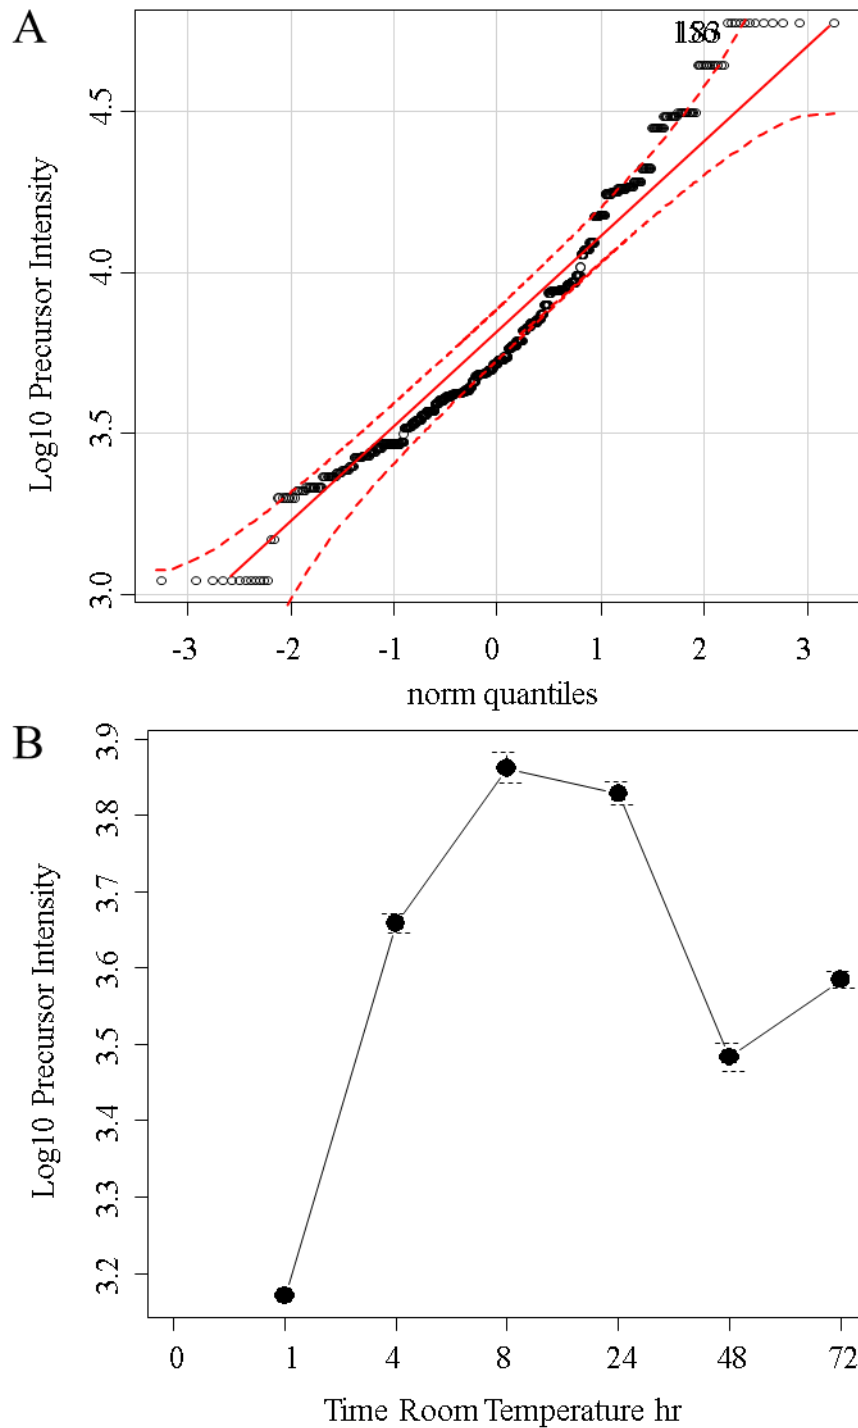 A
Log10 Precursor Intensity
4.5
4.0
3.5
3.0
-3 -2 -1 0 1 2 3
norm quantiles
B
Log10 Precursor Intensity
3.9
3.8
3.7
3.6
3.5
3.4
3.3
3.2
0 1 4 8 24 48 72
Time Room Temperature hr